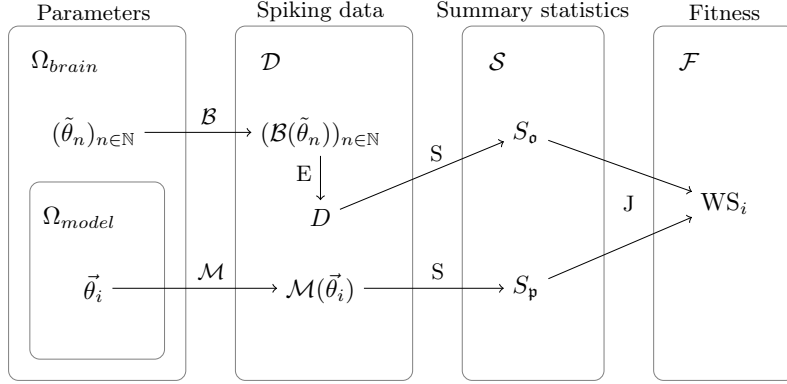 Parameters Spiking data Summary statistics Fitness
Ω_{brain} 𝒟 𝒮 ℱ
(θ̃_n)_{n∈ℕ} ℬ (ℬ(θ̃_n))_{n∈ℕ} S S_𝔬
E
Ω_{model} D J WS_i
θ⃗_i ℳ ℳ(θ⃗_i) S S_𝔭